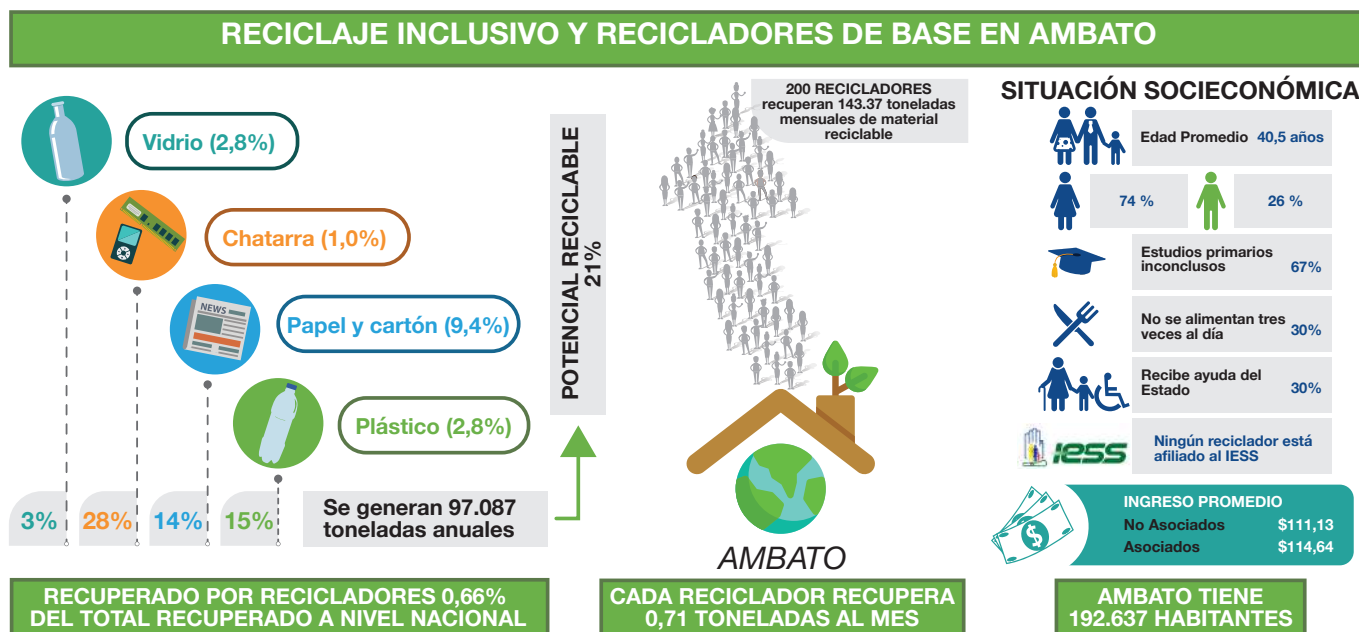 RECICLAJE INCLUSIVO Y RECICLADORES DE BASE EN AMBATO
Vidrio (2,8%)
Chatarra (1,0%)
NEWS
Papel y cartón (9,4%)
Plástico (2,8%)
3%
28%
14%
15%
Se generan 97.087
toneladas anuales
POTENCIAL RECICLABLE
21%
RECUPERADO POR RECICLADORES 0,66%
DEL TOTAL RECUPERADO A NIVEL NACIONAL
200 RECICLADORES
recuperan 143.37 toneladas
mensuales de material
reciclable
AMBATO
CADA RECICLADOR RECUPERA
0,71 TONELADAS AL MES
SITUACIÓN SOCIECONÓMICA
Edad Promedio 40,5 años
74 %
26 %
Estudios primarios
inconclusos 67%
No se alimentan tres
veces al día 30%
Recibe ayuda del
Estado 30%
IESS
Ningún reciclador está
afiliado al IESS
INGRESO PROMEDIO
No Asociados $111,13
Asociados $114,64
$
AMBATO TIENE
192.637 HABITANTES